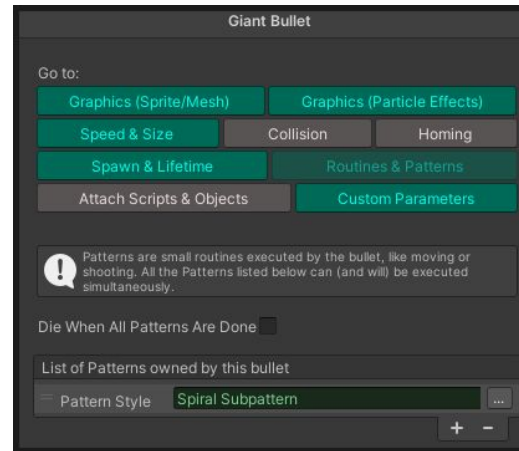 Giant Bullet
Go to:
Graphics (Sprite/Mesh) Graphics (Particle Effects)
Speed & Size Collision Homing
Spawn & Lifetime Routines & Patterns
Attach Scripts & Objects Custom Parameters
Patterns are small routines executed by the bullet, like moving or
shooting. All the Patterns listed below can (and will) be executed
simultaneously.
Die When All Patterns Are Done
List of Patterns owned by this bullet
Pattern Style Spiral Subpattern ...
+ -